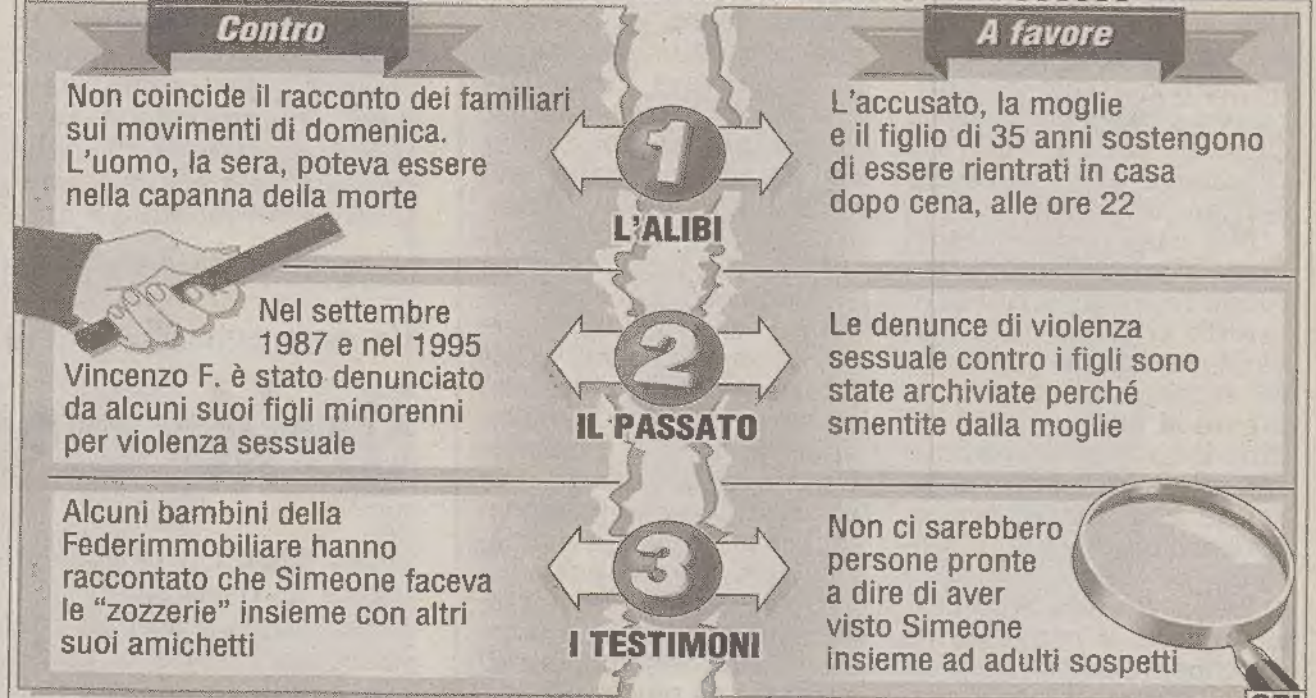 Contro
A favore
Non coincide il racconto dei familiari
sui movimenti di domenica.
L'uomo, la sera, poteva essere
nella capanna della morte
1
L'ALIBI
L'accusato, la moglie
e il figlio di 35 anni sostengono
di essere rientrati in casa
dopo cena, alle ore 22
Nel settembre
1987 e nel 1995
Vincenzo F. è stato denunciato
da alcuni suoi figli minorenni
per violenza sessuale
2
IL PASSATO
Le denunce di violenza
sessuale contro i figli sono
state archiviate perché
smentite dalla moglie
Alcuni bambini della
Federimmobiliare hanno
raccontato che Simeone faceva
le "zozzerie" insieme con altri
suoi amichetti
3
I TESTIMONI
Non ci sarebbero
persone pronte
a dire di aver
visto Simeone
insieme ad adulti sospetti